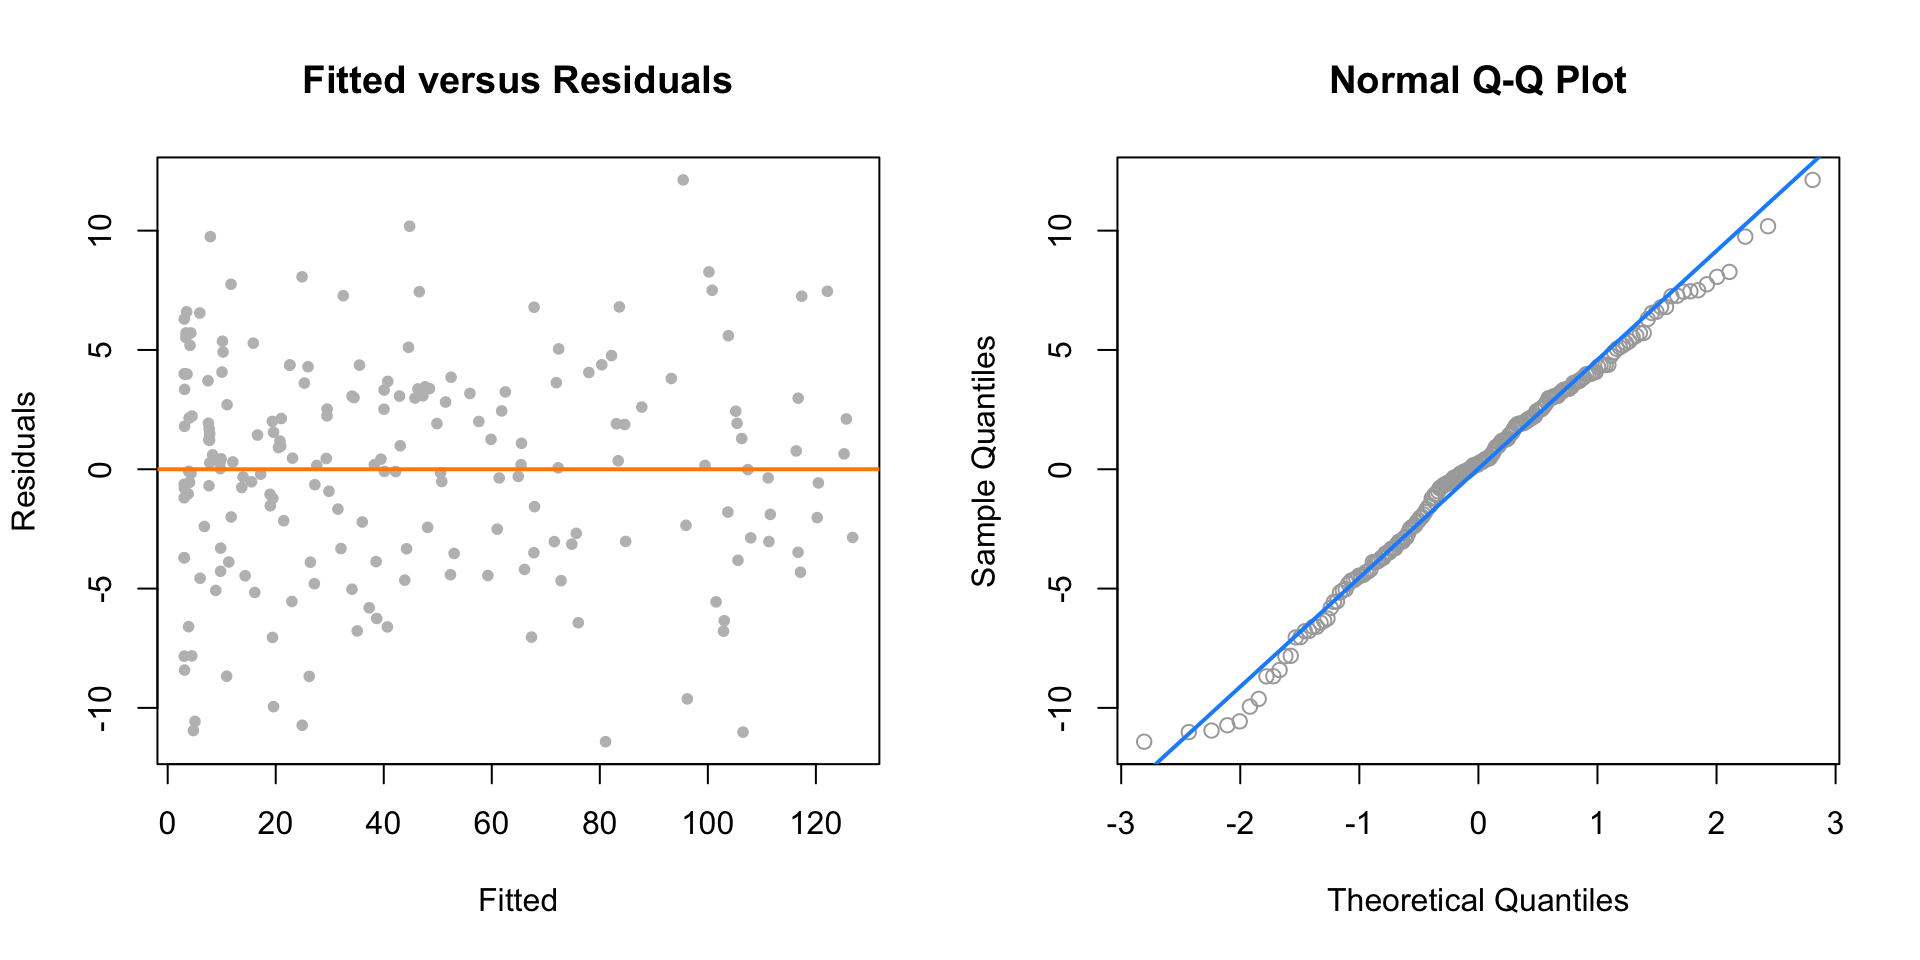 Fitted versus Residuals
Residuals
10
5
0
-5
-10
0 20 40 60 80 100 120
Fitted
Normal Q-Q Plot
Sample Quantiles
10
5
0
-5
-10
-3 -2 -1 0 1 2 3
Theoretical Quantiles